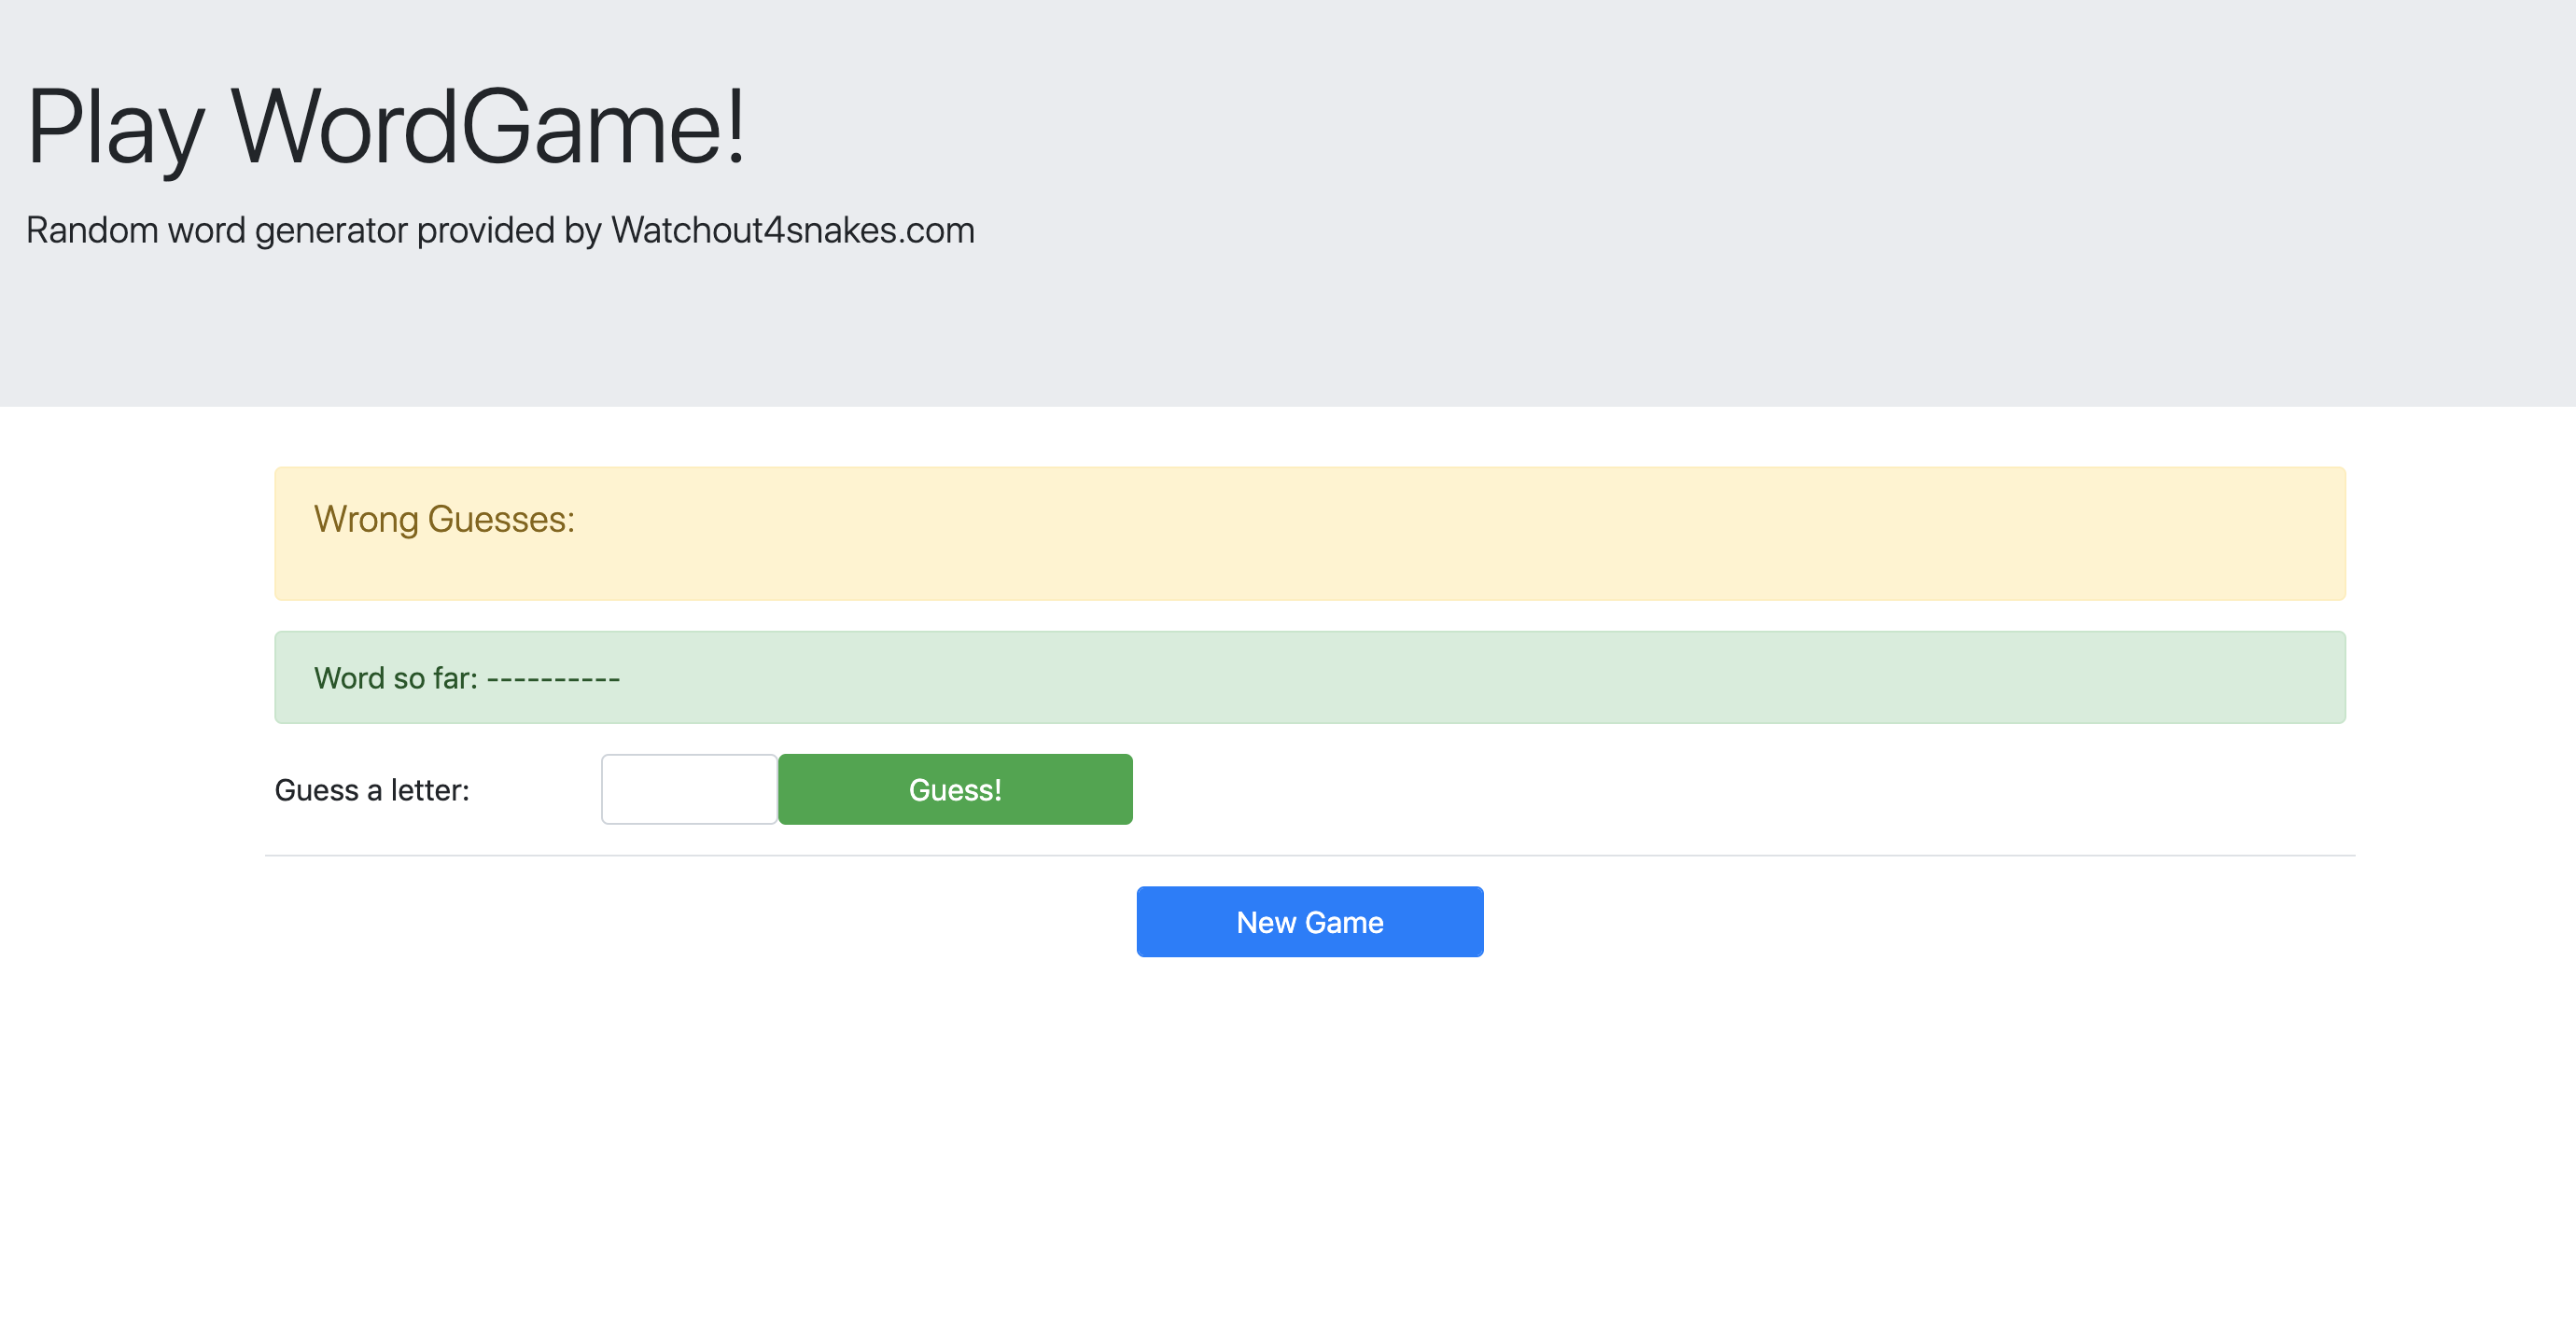 Play WordGame!
Random word generator provided by Watchout4snakes.com
Wrong Guesses:
Word so far: ----------
Guess a letter:
Guess!
New Game